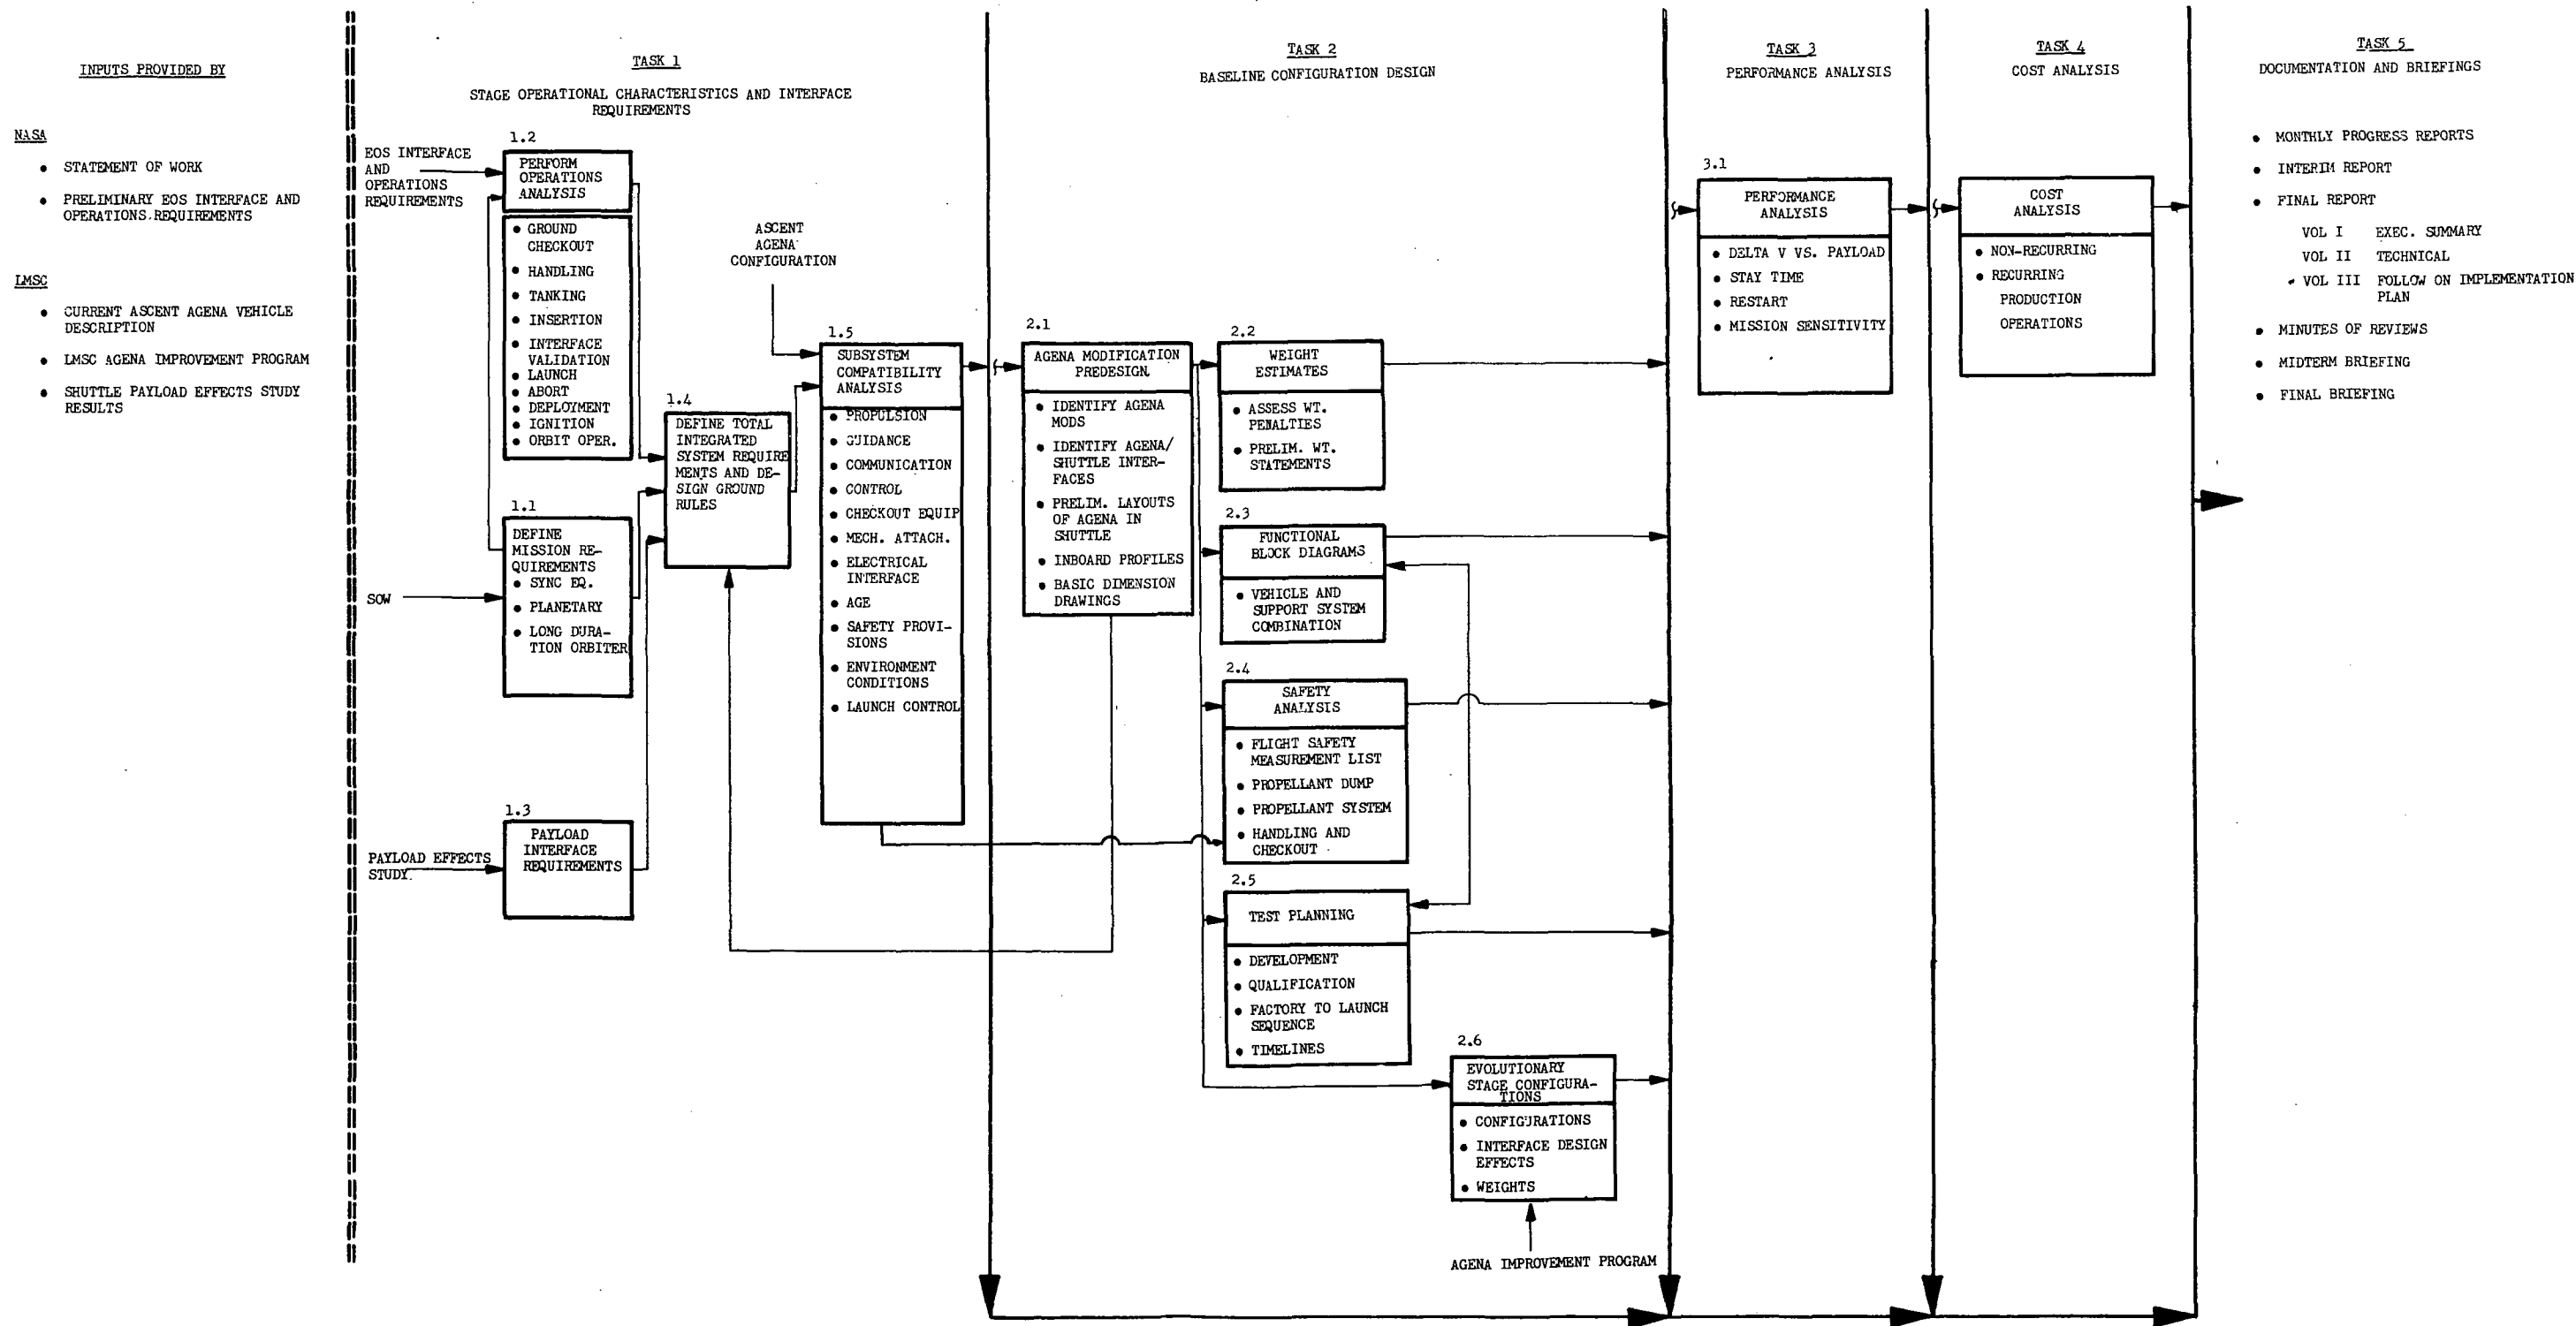 INPUTS PROVIDED BY
NASA
• STATEMENT OF WORK
• PRELIMINARY EOS INTERFACE AND
OPERATIONS REQUIREMENTS
LMSC
• CURRENT ASCENT AGENA VEHICLE
DESCRIPTION
• LMSC AGENA IMPROVEMENT PROGRAM
• SHUTTLE PAYLOAD EFFECTS STUDY
RESULTS
TASK 1
STAGE OPERATIONAL CHARACTERISTICS AND INTERFACE
REQUIREMENTS
EOS INTERFACE
AND
OPERATIONS
REQUIREMENTS
1.2
PERFORM
OPERATIONS
ANALYSIS
• GROUND
CHECKOUT
• HANDLING
• TANKING
• INSERTION
• INTERFACE
VALIDATION
• LAUNCH
• ABORT
• DEPLOYMENT
• IGNITION
• ORBIT OPER.
SOW
1.1
DEFINE
MISSION RE-
QUIREMENTS
• SYNC EQ.
• PLANETARY
• LONG DURA-
TION ORBITER
PAYLOAD EFFECTS
STUDY
1.3
PAYLOAD
INTERFACE
REQUIREMENTS
1.4
DEFINE TOTAL
INTEGRATED
SYSTEM REQUIRE
MENTS AND DE-
SIGN GROUND
RULES
ASCENT
AGENA
CONFIGURATION
1.5
SUBSYSTEM
COMPATIBILITY
ANALYSIS
• PROPULSION
• GUIDANCE
• COMMUNICATION
• CONTROL
• CHECKOUT EQUIP
• MECH. ATTACH.
• ELECTRICAL
INTERFACE
• AGE
• SAFETY PROVI-
SIONS
• ENVIRONMENT
CONDITIONS
• LAUNCH CONTROL
TASK 2
BASELINE CONFIGURATION DESIGN
2.1
AGENA MODIFICATION
PREDESIGN
• IDENTIFY AGENA
MODS
• IDENTIFY AGENA/
SHUTTLE INTER-
FACES
• PRELIM. LAYOUTS
OF AGENA IN
SHUTTLE
• INBOARD PROFILES
• BASIC DIMENSION
DRAWINGS
2.2
WEIGHT
ESTIMATES
• ASSESS WT.
PENALTIES
• PRELIM. WT.
STATEMENTS
2.3
FUNCTIONAL
BLOCK DIAGRAMS
• VEHICLE AND
SUPPORT SYSTEM
COMBINATION
2.4
SAFETY
ANALYSIS
• FLIGHT SAFETY
MEASUREMENT LIST
• PROPELLANT DUMP
• PROPELLANT SYSTEM
• HANDLING AND
CHECKOUT
2.5
TEST PLANNING
• DEVELOPMENT
• QUALIFICATION
• FACTORY TO LAUNCH
SEQUENCE
• TIMELINES
2.6
EVOLUTIONARY
STAGE CONFIGURA-
TIONS
• CONFIGURATIONS
• INTERFACE DESIGN
EFFECTS
• WEIGHTS
AGENA IMPROVEMENT PROGRAM
TASK 3
PERFORMANCE ANALYSIS
3.1
PERFORMANCE
ANALYSIS
• DELTA V VS. PAYLOAD
• STAY TIME
• RESTART
• MISSION SENSITIVITY
TASK 4
COST ANALYSIS
COST
ANALYSIS
• NON-RECURRING
• RECURRING
PRODUCTION
OPERATIONS
TASK 5
DOCUMENTATION AND BRIEFINGS
• MONTHLY PROGRESS REPORTS
• INTERIM REPORT
• FINAL REPORT
VOL I EXEC. SUMMARY
VOL II TECHNICAL
VOL III FOLLOW ON IMPLEMENTATION
PLAN
• MINUTES OF REVIEWS
• MIDTERM BRIEFING
• FINAL BRIEFING